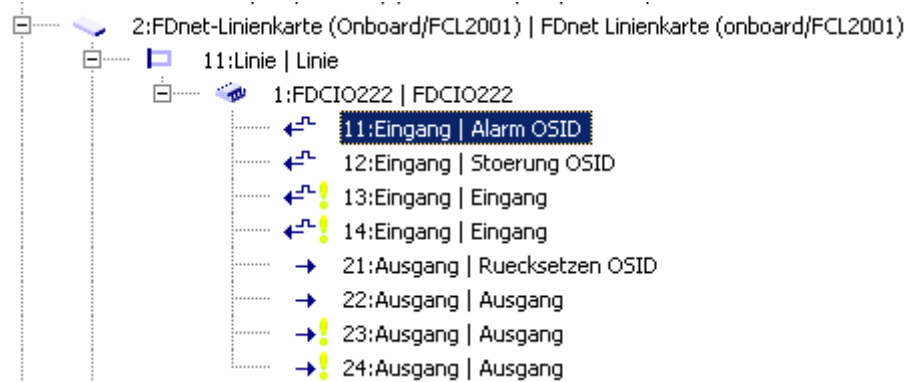 2:FDnet-Linienkarte (Onboard/FCL2001) | FDnet Linienkarte (onboard/FCL2001)
11:Linie | Linie
1:FDCIO222 | FDCIO222
11:Eingang | Alarm OSID
12:Eingang | Stoerung OSID
13:Eingang | Eingang
14:Eingang | Eingang
21:Ausgang | Ruecksetzen OSID
22:Ausgang | Ausgang
23:Ausgang | Ausgang
24:Ausgang | Ausgang